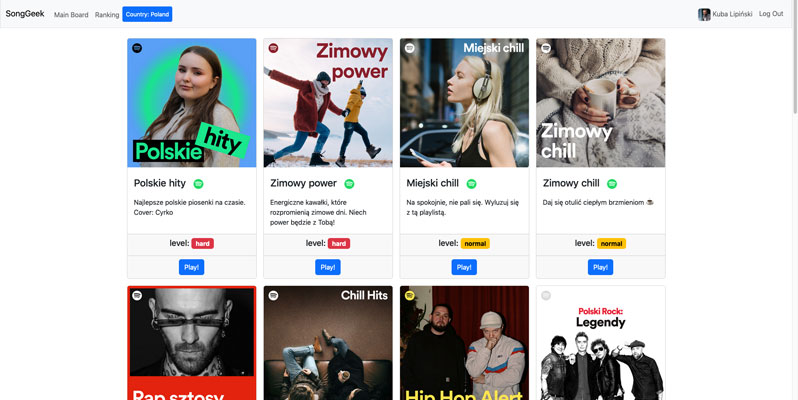 SongGeek
Main Board
Ranking
Country: Poland
Kuba Lipiński
Log Out
Polskie hity
Zimowy
power
Miejski chill
Zimowy
chill
Polskie hity
Zimowy power
Miejski chill
Zimowy chill
Najlepsze polskie piosenki na czasie.
Cover: Cyrko
Energiczne kawałki, które
rozpromienią zimowe dni. Niech
power będzie z Tobą!
Na spokojnie, nie pali się. Wyluzuj się
z tą playlistą.
Daj się otulić ciepłym brzmieniom ☕
level: hard
level: hard
level: normal
level: normal
Play!
Play!
Play!
Play!
Rap sztosy
Chill Hits
Hip Hop Alert
Polski Rock:
Legendy